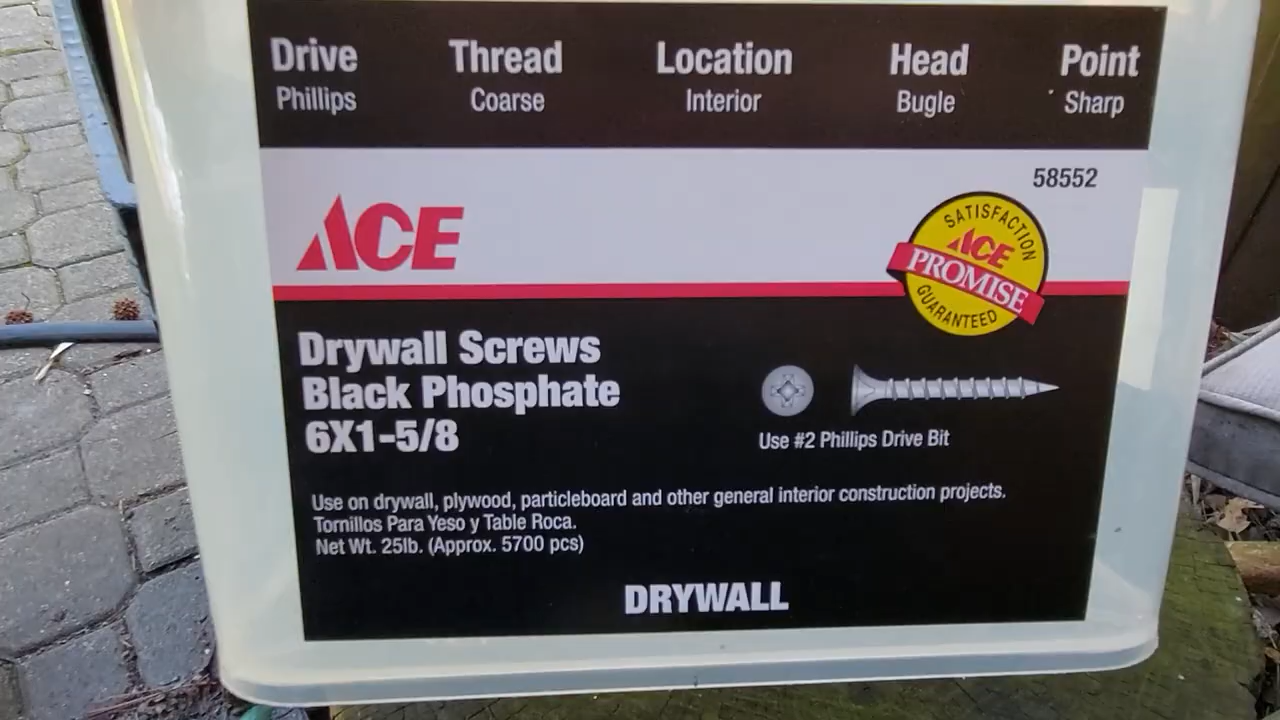 Drive Thread Location Head Point
Phillips Coarse Interior Bugle Sharp
58552
ACE
SATISFACTION
ACE
PROMISE
GUARANTEED
Drywall Screws
Black Phosphate
6X1-5/8
Use #2 Phillips Drive Bit
Use on drywall, plywood, particleboard and other general interior construction projects.
Tornillos Para Yeso y Table Roca.
Net Wt. 25lb. (Approx. 5700 pcs)
DRYWALL